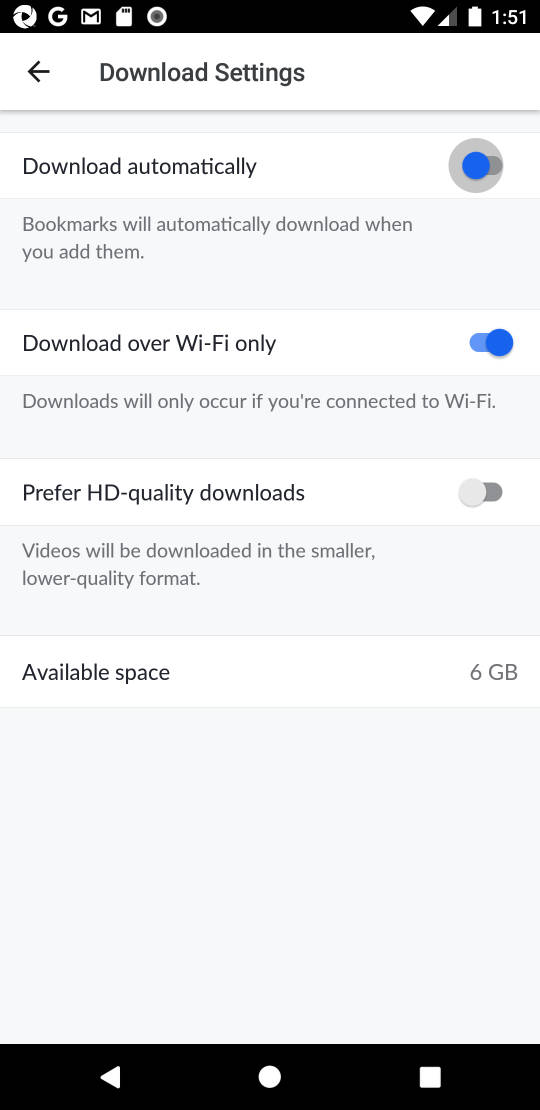 1:51
Download Settings
Download automatically
Bookmarks will automatically download when
you add them.
Download over Wi-Fi only
Downloads will only occur if you're connected to Wi-Fi.
Prefer HD-quality downloads
Videos will be downloaded in the smaller,
lower-quality format.
Available space 6 GB